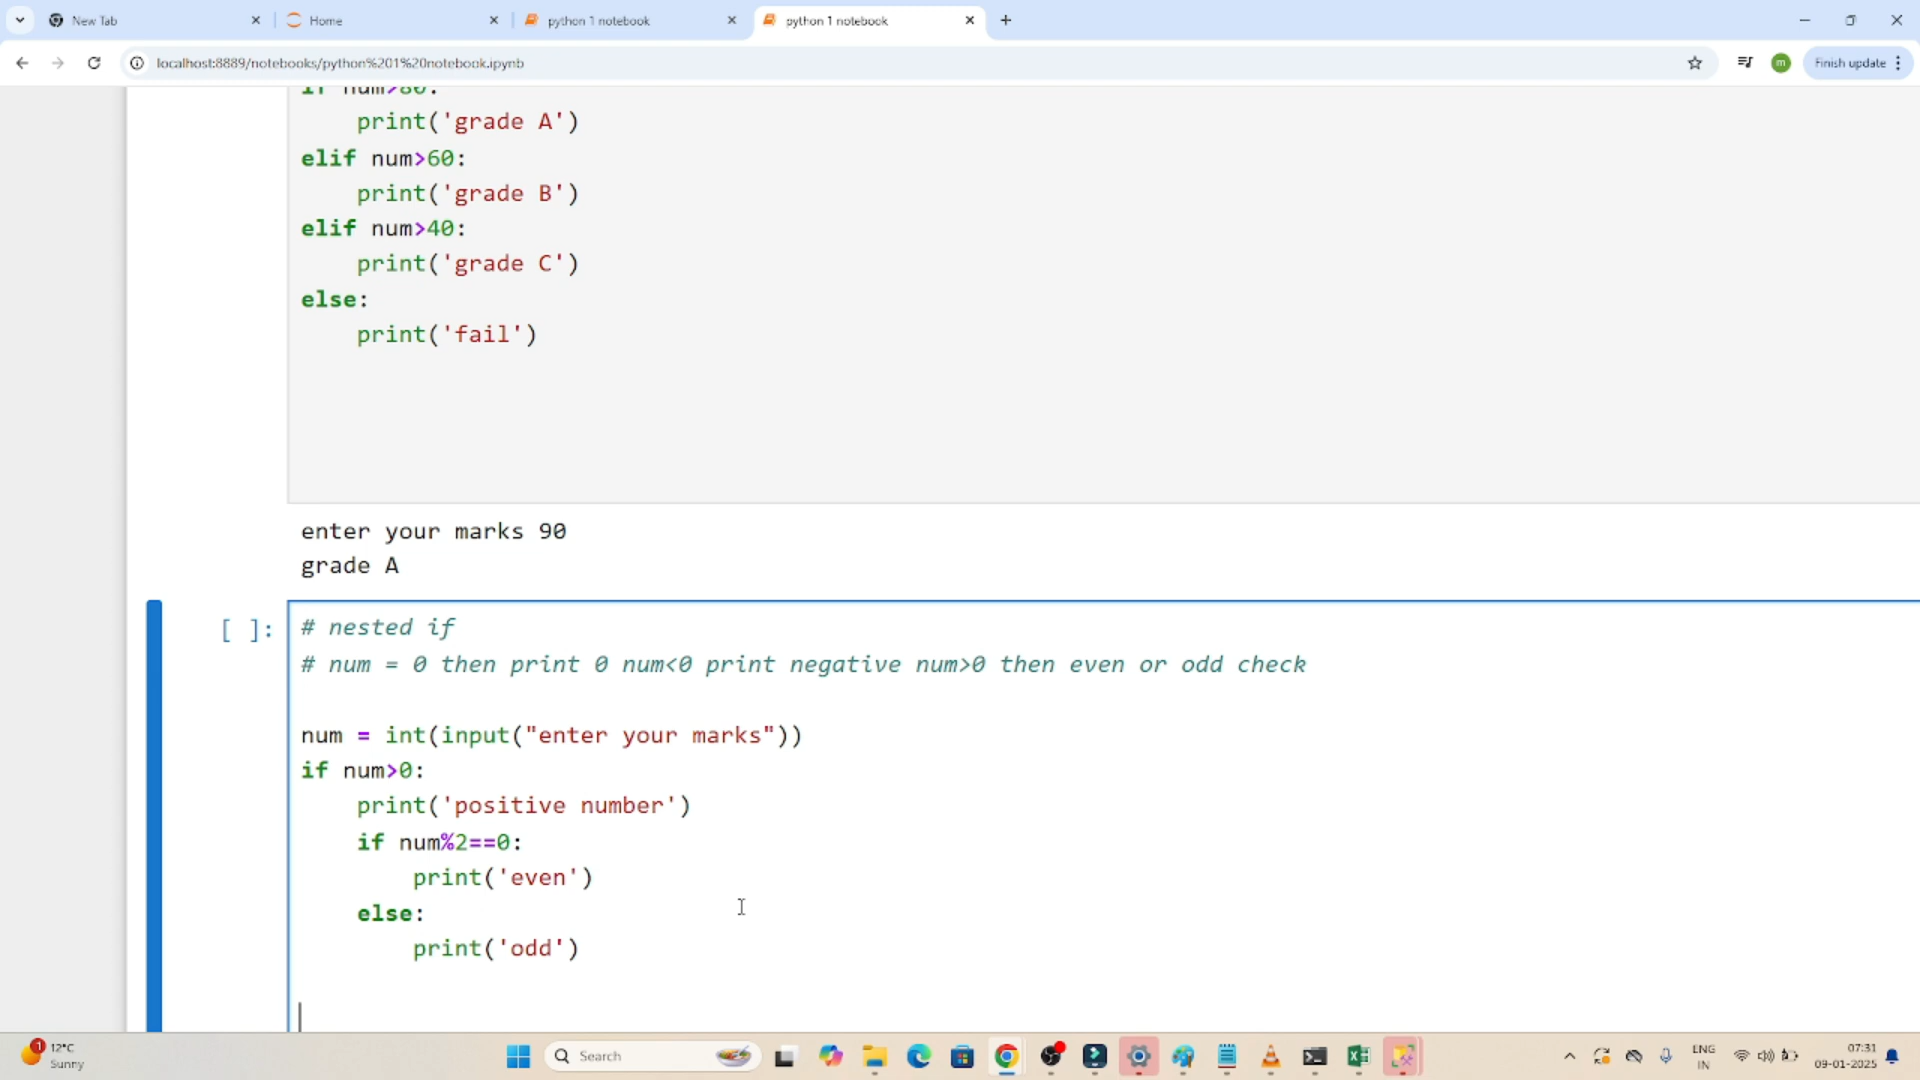 New Tab
Home
python 1 notebook
python 1 notebook
localhost:8889/notebooks/python%201%20notebook.ipynb
m
Finish update
if num>80:
print('grade A')
elif num>60:
print('grade B')
elif num>40:
print('grade C')
else:
print('fail')
enter your marks 90
grade A
[ ]:
# nested if
# num = 0 then print 0 num<0 print negative num>0 then even or odd check
num = int(input("enter your marks"))
if num>0:
print('positive number')
if num%2==0:
print('even')
else:
print('odd')
1
12°C
Sunny
Search
ENG
IN
07:31
09-01-2025